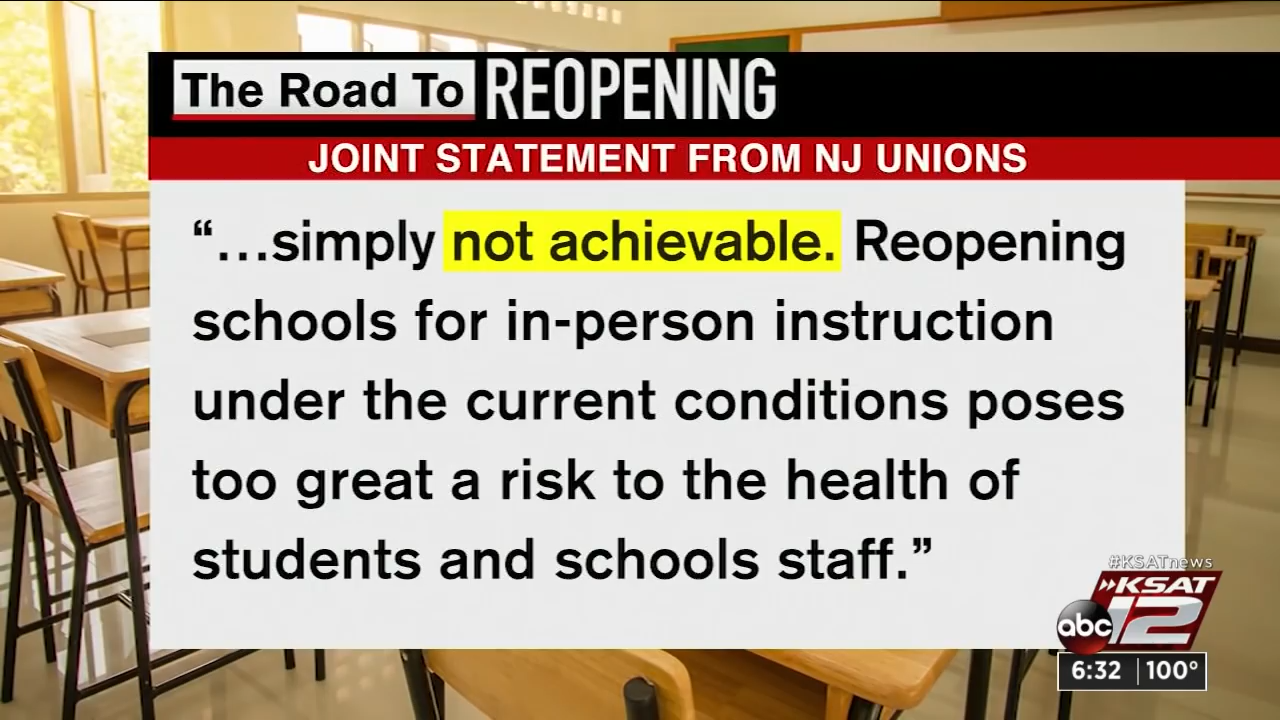 The Road To REOPENING
JOINT STATEMENT FROM NJ UNIONS
“...simply not achievable. Reopening
schools for in-person instruction
under the current conditions poses
too great a risk to the health of
students and schools staff.”
#KSATnews
KSAT
abc 12
6:32 100°